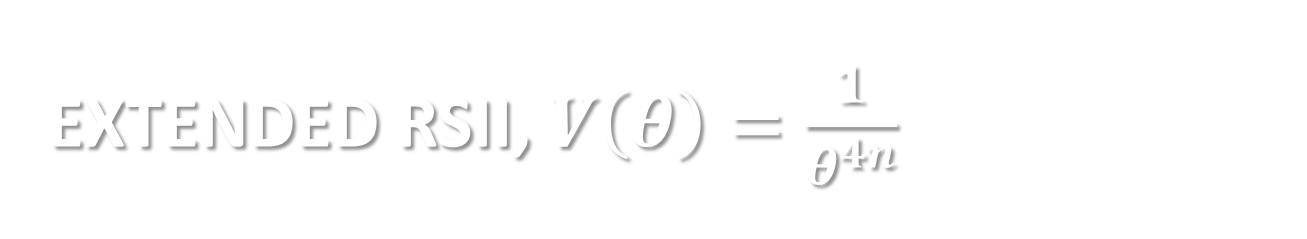 EXTENDED RSII, V(θ) = 1/θ^{4n}